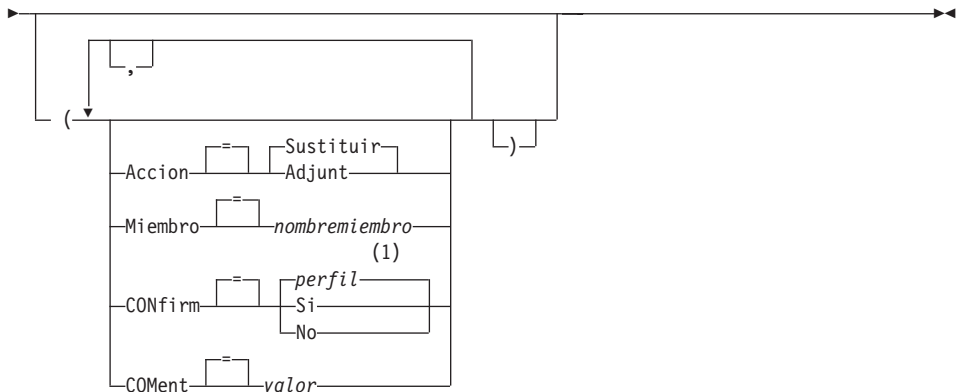 ,
(
)
=
Sustituir
Accion
Adjunt
=
Miembro
nombremiembro
(1)
=
perfil
CONfirm
Si
No
=
COMent
valor